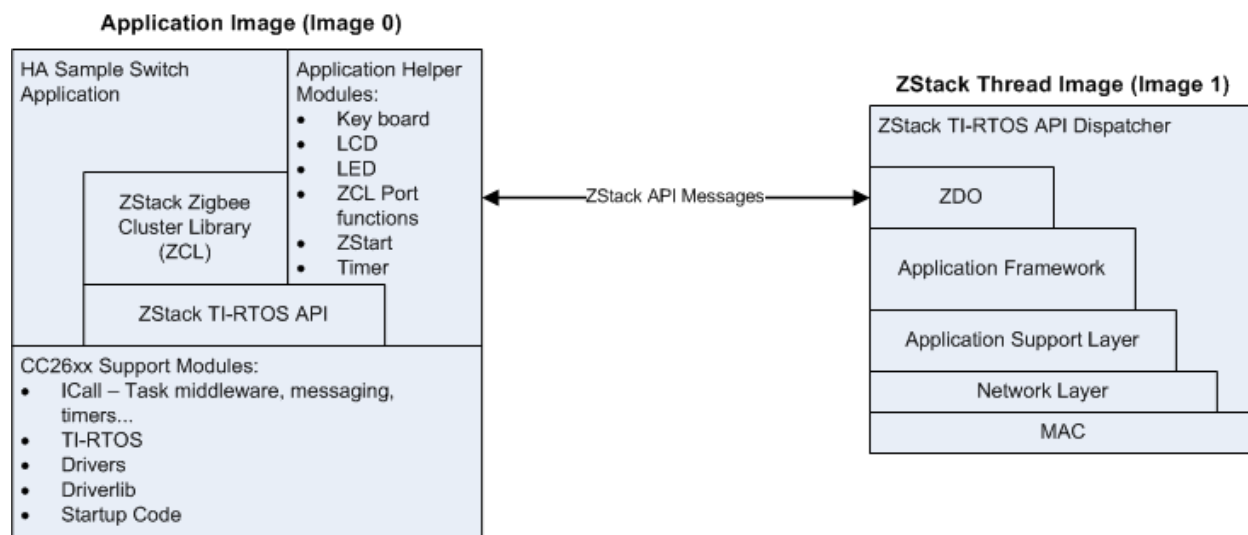 Application Image (Image 0)
HA Sample Switch
Application
Application Helper
Modules:
• Key board
• LCD
• LED
• ZCL Port
functions
• ZStart
• Timer
ZStack Zigbee
Cluster Library
(ZCL)
ZStack TI-RTOS API
CC26xx Support Modules:
• ICall – Task middleware, messaging,
timers...
• TI-RTOS
• Drivers
• Driverlib
• Startup Code
ZStack API Messages
ZStack Thread Image (Image 1)
ZStack TI-RTOS API Dispatcher
ZDO
Application Framework
Application Support Layer
Network Layer
MAC